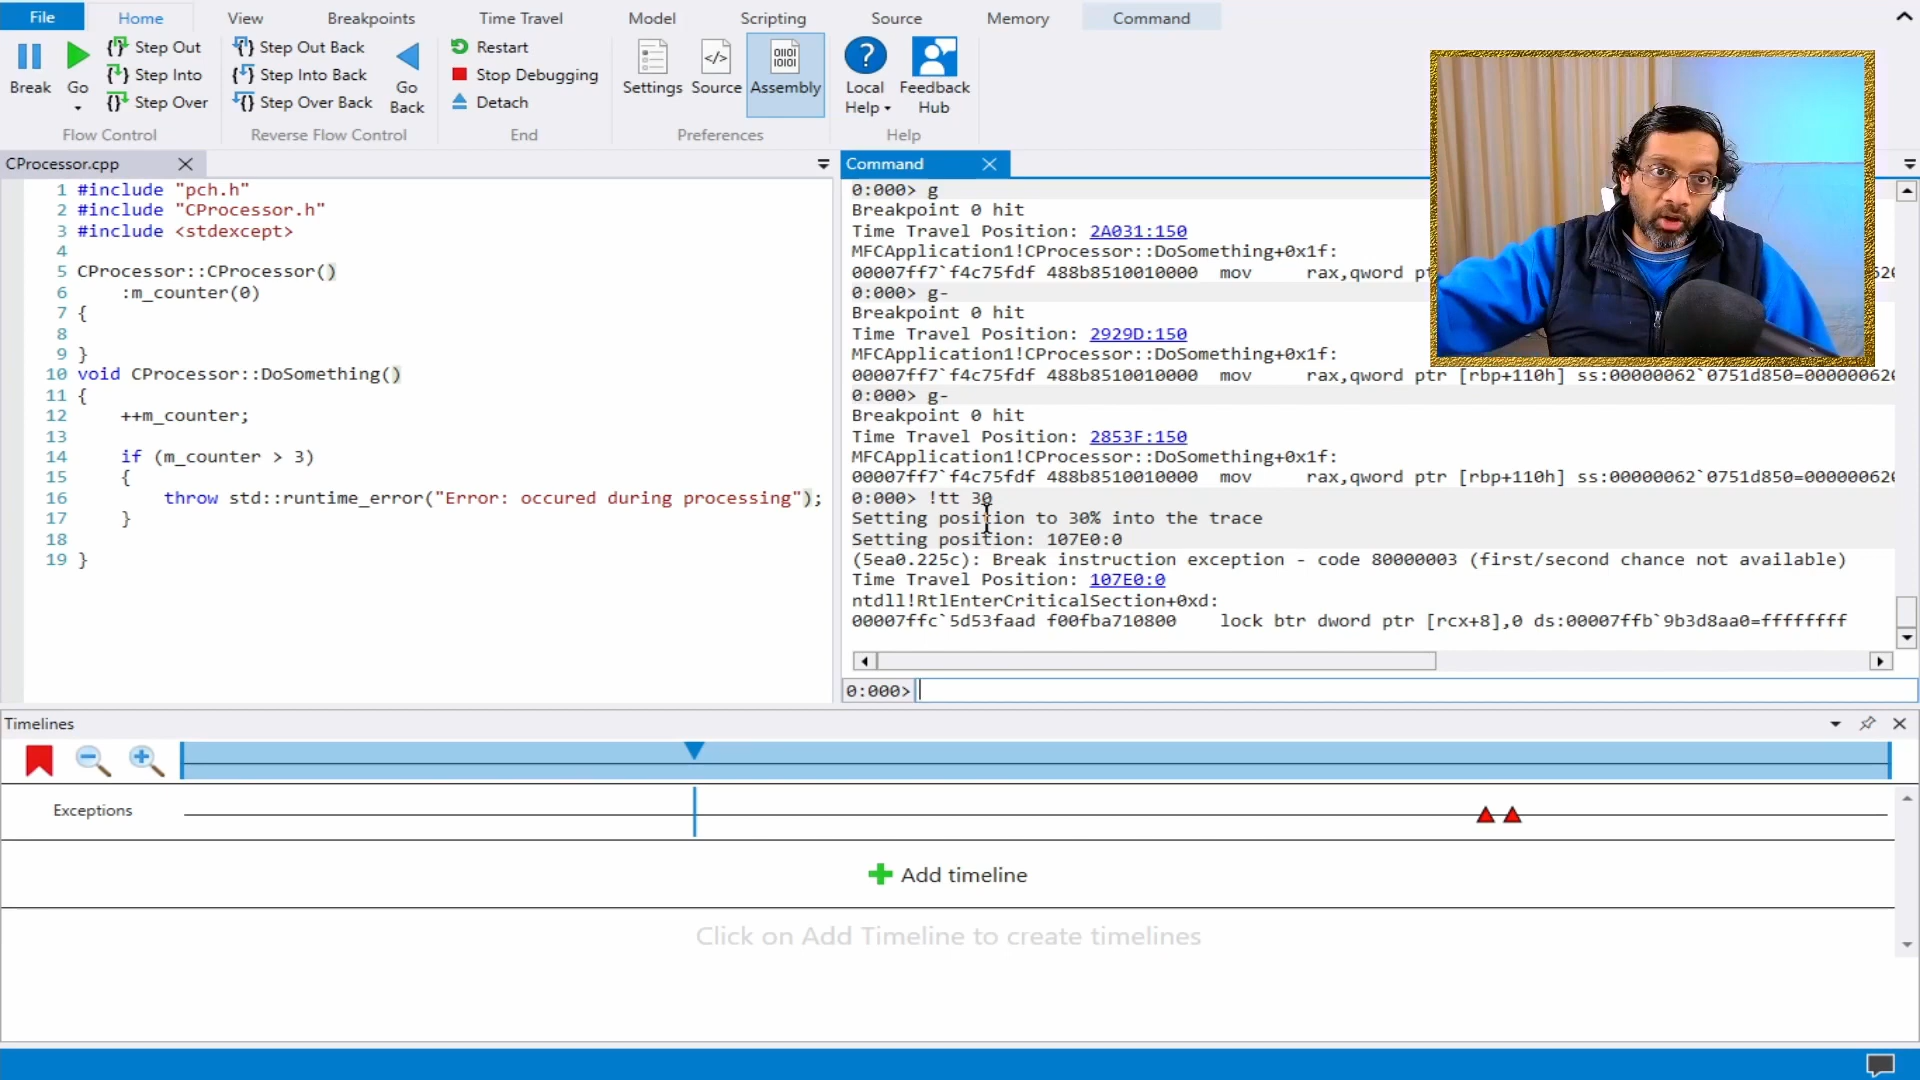 File Home View Breakpoints Time Travel Model Scripting Source Memory Command
Break
Go
Step Out
Step Into
Step Over
Flow Control
Step Out Back
Step Into Back
Step Over Back
Go Back
Reverse Flow Control
Restart
Stop Debugging
Detach
End
Settings
Source
Assembly
Preferences
Local Help
Feedback Hub
Help
CProcessor.cpp
1 #include "pch.h"
2 #include "CProcessor.h"
3 #include <stdexcept>
4
5 CProcessor::CProcessor()
6 :m_counter(0)
7 {
8
9 }
10 void CProcessor::DoSomething()
11 {
12 ++m_counter;
13
14 if (m_counter > 3)
15 {
16 throw std::runtime_error("Error: occured during processing");
17 }
18
19 }
Command
0:000> g
Breakpoint 0 hit
Time Travel Position: 2A031:150
MFCApplication1!CProcessor::DoSomething+0x1f:
00007ff7`f4c75fdf 488b8510010000 mov rax,qword pt
0:000> g-
Breakpoint 0 hit
Time Travel Position: 2929D:150
MFCApplication1!CProcessor::DoSomething+0x1f:
00007ff7`f4c75fdf 488b8510010000 mov rax,qword ptr [rbp+110h] ss:00000062`0751d850=000000620
0:000> g-
Breakpoint 0 hit
Time Travel Position: 2853F:150
MFCApplication1!CProcessor::DoSomething+0x1f:
00007ff7`f4c75fdf 488b8510010000 mov rax,qword ptr [rbp+110h] ss:00000062`0751d850=000000620
0:000> !tt 30
Setting position to 30% into the trace
Setting position: 107E0:0
(5ea0.225c): Break instruction exception - code 80000003 (first/second chance not available)
Time Travel Position: 107E0:0
ntdll!RtlEnterCriticalSection+0xd:
00007ffc`5d53faad f00fba710800 lock btr dword ptr [rcx+8],0 ds:00007ffb`9b3d8aa0=ffffffff
0:000>
Timelines
Exceptions
Add timeline
Click on Add Timeline to create timelines